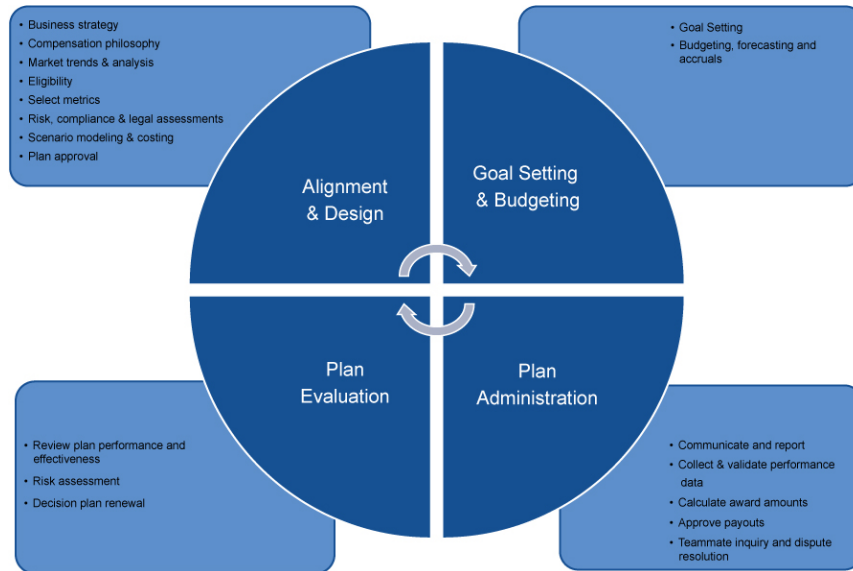 • Business strategy
• Compensation philosophy
• Market trends & analysis
• Eligibility
• Select metrics
• Risk, compliance & legal assessments
• Scenario modeling & costing
• Plan approval
• Goal Setting
• Budgeting, forecasting and
accruals
Alignment
& Design
Goal Setting
& Budgeting
Plan
Evaluation
Plan
Administration
• Review plan performance and
effectiveness
• Risk assessment
• Decision plan renewal
• Communicate and report
• Collect & validate performance
data
• Calculate award amounts
• Approve payouts
• Teammate inquiry and dispute
resolution